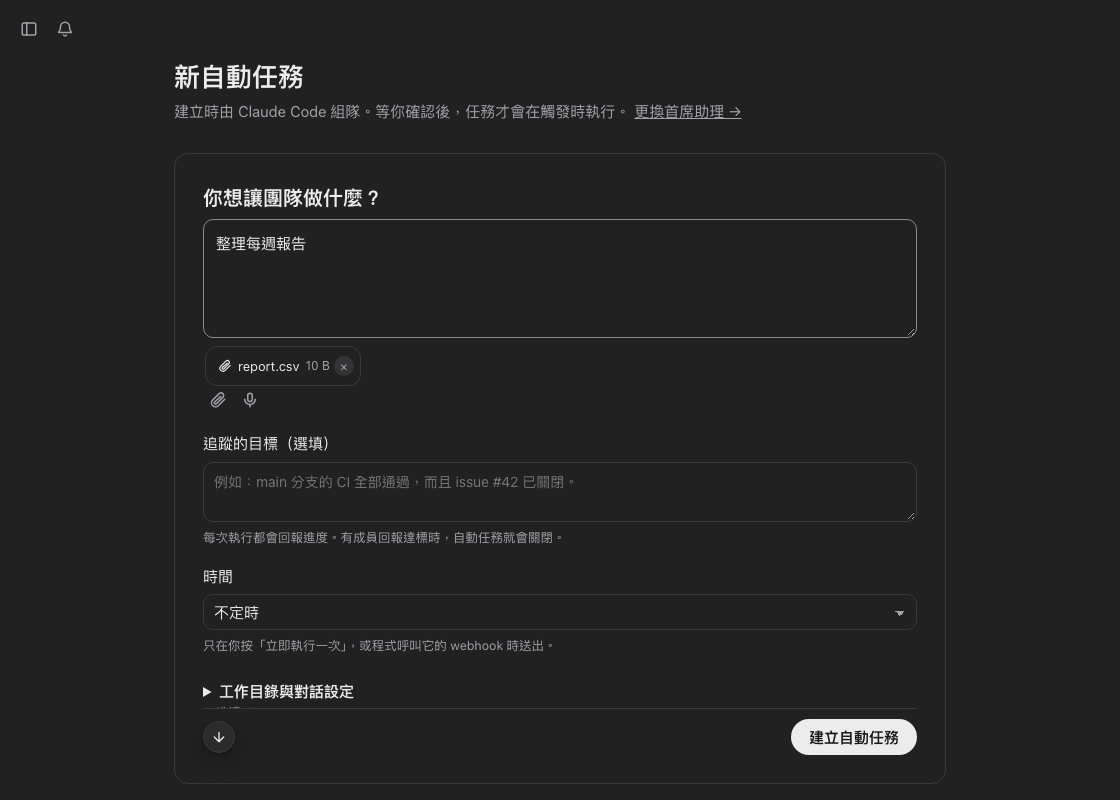 新自動任務
建立時由 Claude Code 組隊。等你確認後，任務才會在觸發時執行。 更換首席助理 →
你想讓團隊做什麼？
整理每週報告
report.csv 10 B ×
追蹤的目標（選填）
例如：main 分支的 CI 全部通過，而且 issue #42 已關閉。
每次執行都會回報進度。有成員回報達標時，自動任務就會關閉。
時間
不定時
只在你按「立即執行一次」，或程式呼叫它的 webhook 時送出。
工作目錄與對話設定
建立自動任務